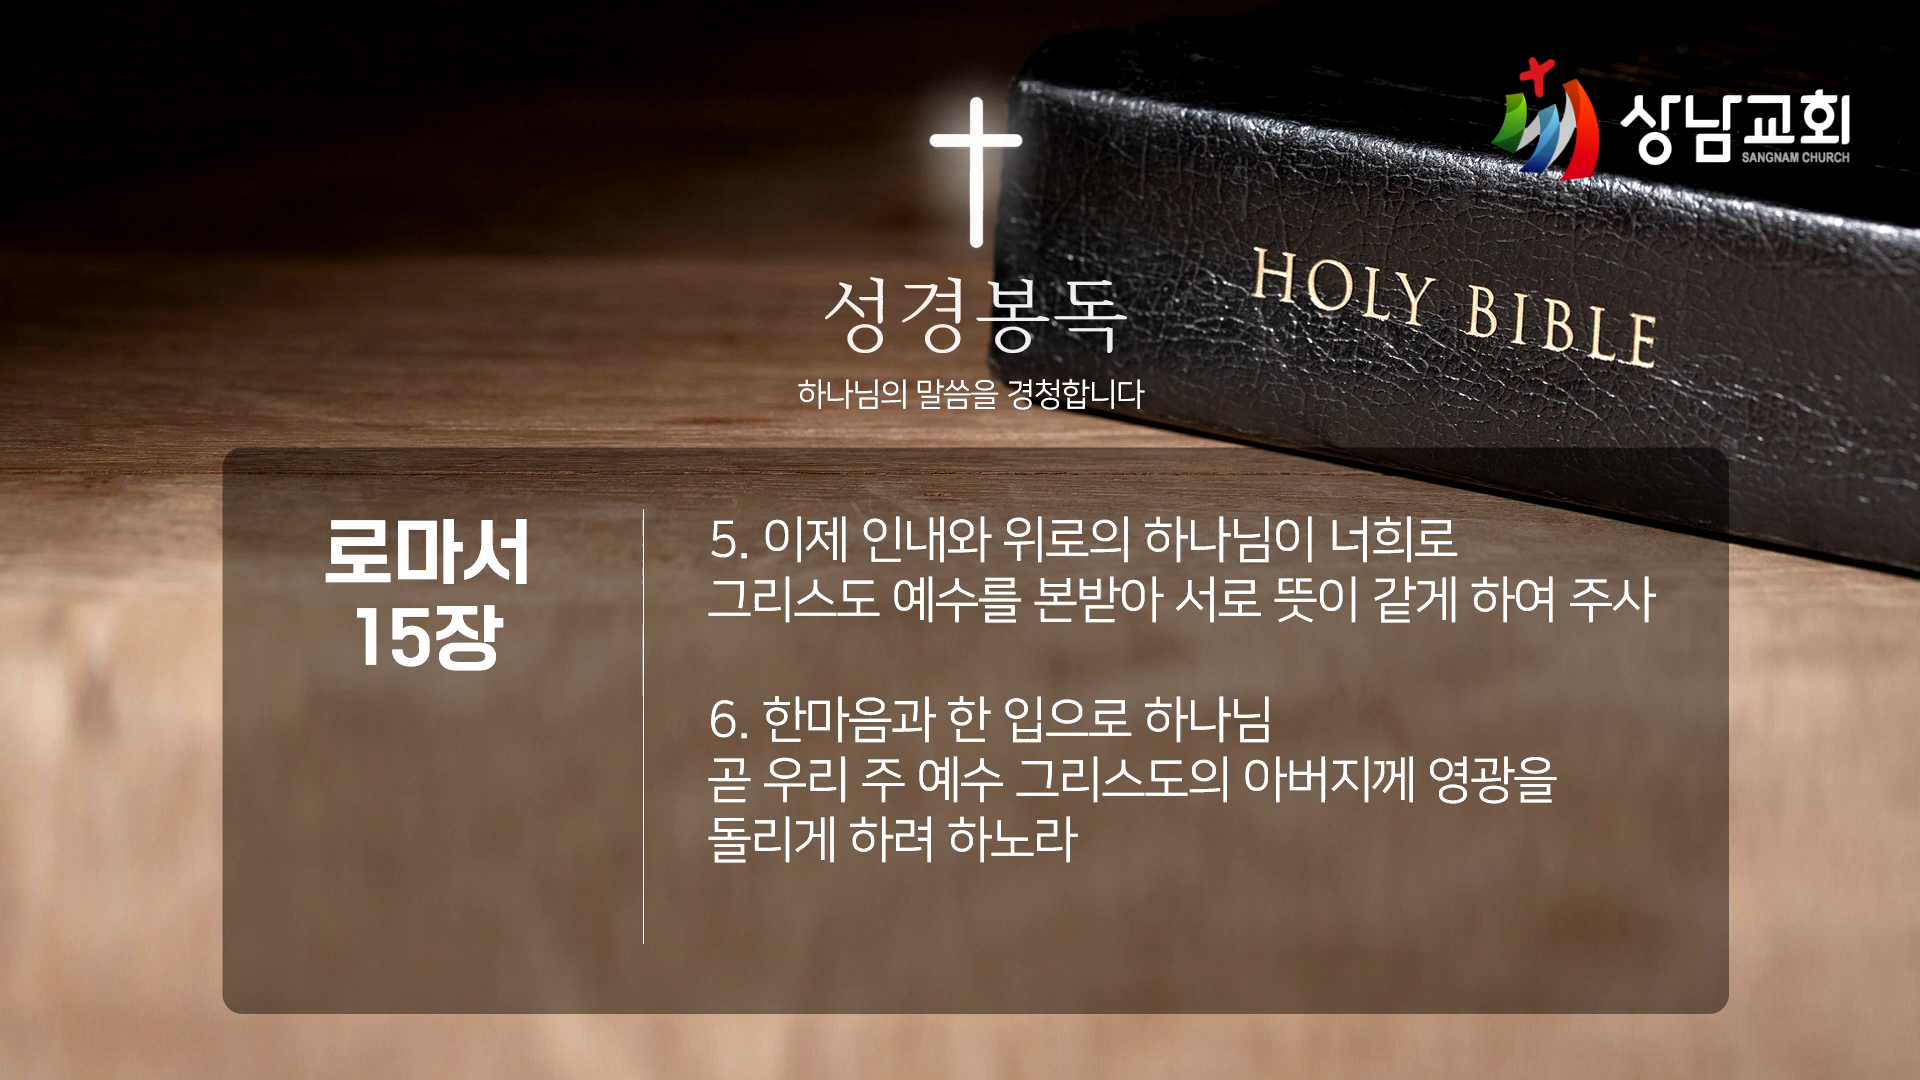 상남교회
SANGNAM CHURCH
HOLY BIBLE
성경봉독
하나님의 말씀을 경청합니다
로마서
15장
5. 이제 인내와 위로의 하나님이 너희로
그리스도 예수를 본받아 서로 뜻이 같게 하여 주사
6. 한마음과 한 입으로 하나님
곧 우리 주 예수 그리스도의 아버지께 영광을
돌리게 하려 하노라